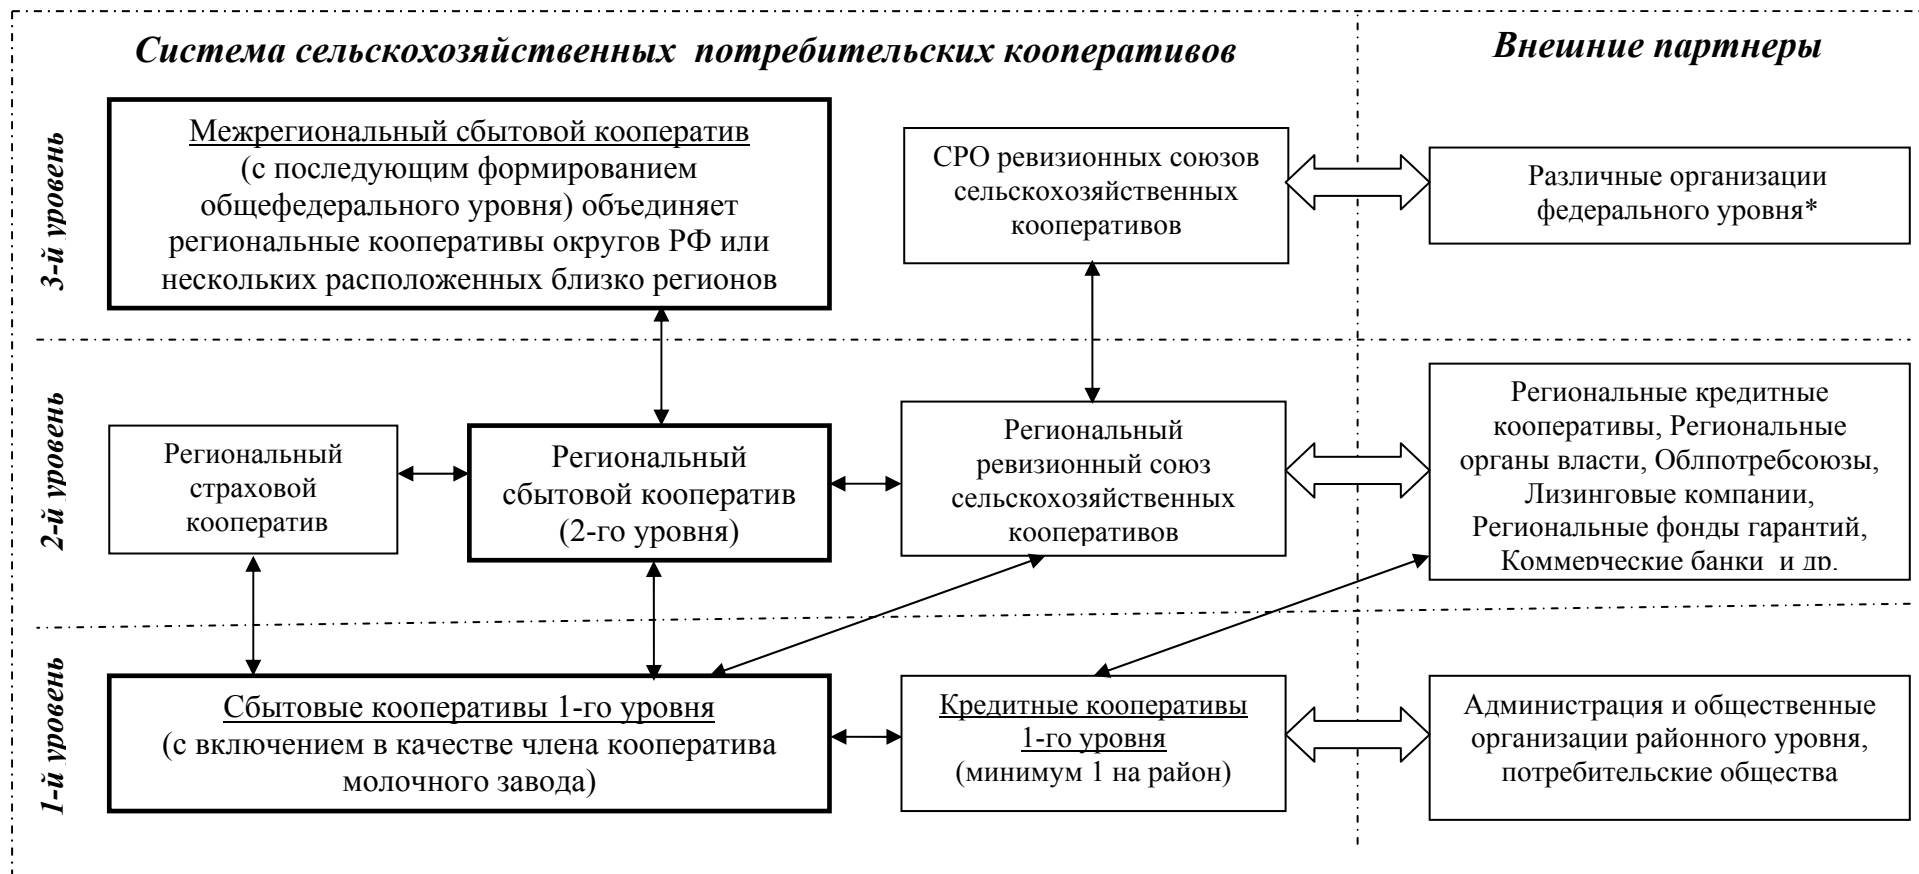 Система сельскохозяйственных потребительских кооперативов
Внешние партнеры
3-й уровень
Межрегиональный сбытовой кооператив
(с последующим формированием
общефедерального уровня) объединяет
региональные кооперативы округов РФ или
нескольких расположенных близко регионов
СРО ревизионных союзов
сельскохозяйственных
кооперативов
Различные организации
федерального уровня*
2-й уровень
Региональный
страховой
кооператив
Региональный
сбытовой кооператив
(2-го уровня)
Региональный
ревизионный союз
сельскохозяйственных
кооперативов
Региональные кредитные
кооперативы, Региональные
органы власти, Облпотребсоюзы,
Лизинговые компании,
Региональные фонды гарантий,
Коммерческие банки и др.
1-й уровень
Сбытовые кооперативы 1-го уровня
(с включением в качестве члена кооператива
молочного завода)
Кредитные кооперативы
1-го уровня
(минимум 1 на район)
Администрация и общественные
организации районного уровня,
потребительские общества